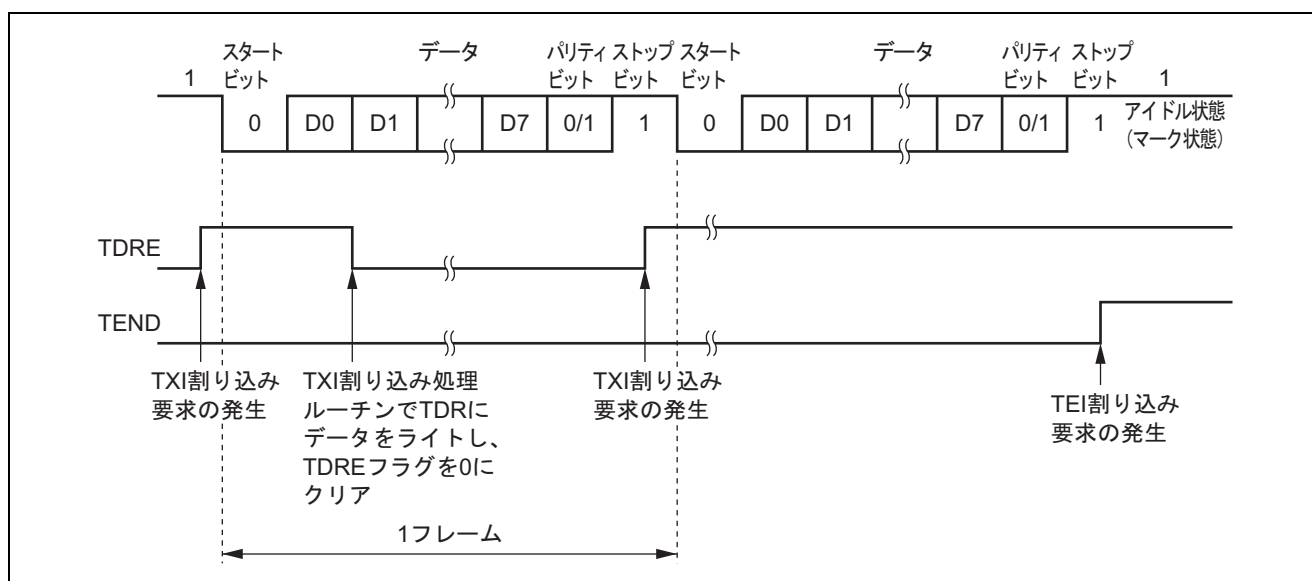 スタート データ パリティ ストップ スタート データ パリティ ストップ
1 ビット ビット ビット ビット ビット ビット 1
0 D0 D1 D7 0/1 1 0 D0 D1 D7 0/1 1 アイドル状態
(マーク状態)
TDRE
TEND
TXI割り込み
要求の発生
TXI割り込み処理
ルーチンでTDRに
データをライトし、
TDREフラグを0に
クリア
TXI割り込み
要求の発生
TEI割り込み
要求の発生
1フレーム